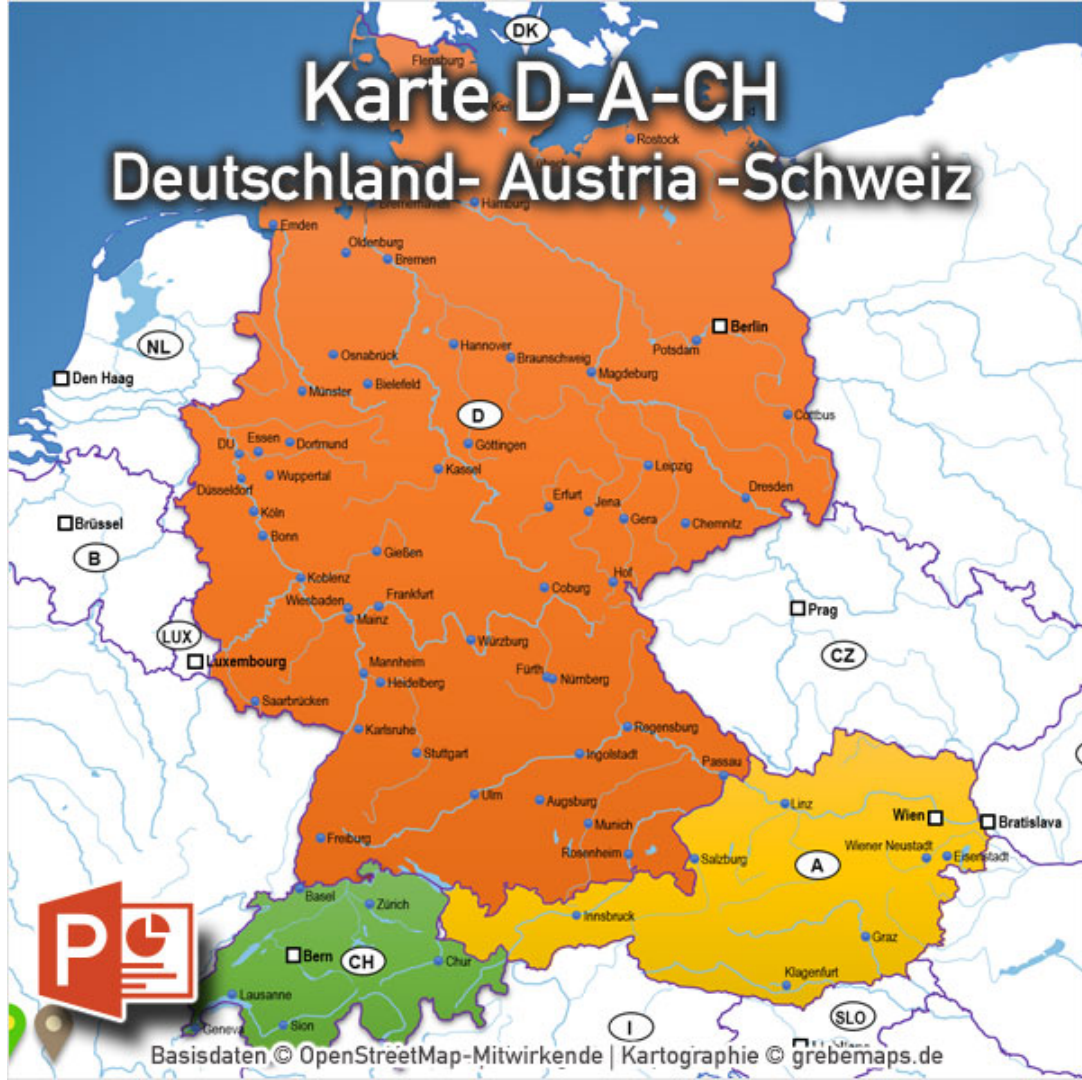 DK
Flensburg
Karte D-A-CH
Kiel
Rostock
Deutschland- Austria -Schweiz
Bremerhaven
Hamburg
Emden
Oldenburg
Bremen
Berlin
NL
Hannover
Potsdam
Osnabrück
Braunschweig
Den Haag
Magdeburg
Münster
Bielefeld
D
Cottbus
DU
Essen
Dortmund
Göttingen
Wuppertal
Kassel
Leipzig
Düsseldorf
Dresden
Erfurt
Jena
Köln
Gera
Chemnitz
Brüssel
B
Bonn
Gießen
Koblenz
Coburg
Hof
Wiesbaden
Frankfurt
Mainz
Prag
LUX
Würzburg
CZ
Luxembourg
Mannheim
Heidelberg
Fürth
Nürnberg
Saarbrücken
Karlsruhe
Regensburg
Stuttgart
Ingolstadt
Passau
Ulm
Augsburg
Linz
Wien
Bratislava
Munich
Freiburg
Rosenheim
Salzburg
Wiener Neustadt
Eisenstadt
A
Basel
Zürich
Innsbruck
P
Graz
Bern
CH
Chur
Klagenfurt
Lausanne
Geneva
Sion
I
SLO
Basisdaten © OpenStreetMap-Mitwirkende | Kartographie © grebemaps.de